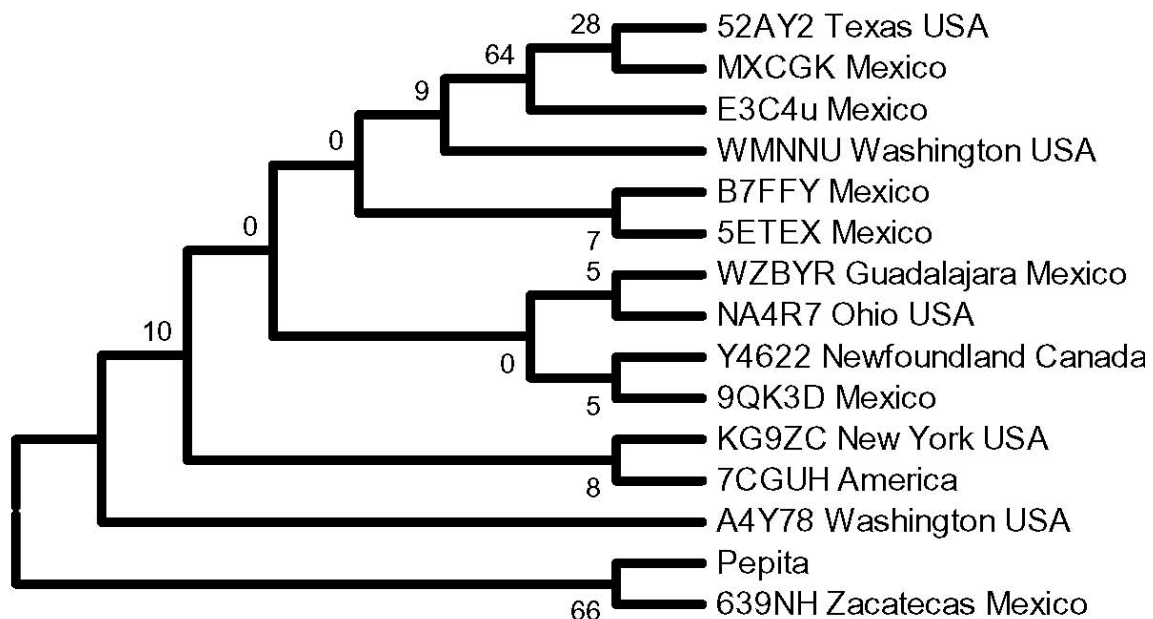 28
52AY2 Texas USA
64
MXCGK Mexico
9
E3C4u Mexico
0
WMNNU Washington USA
B7FFY Mexico
0
7
5ETEX Mexico
5
WZBYR Guadalajara Mexico
10
NA4R7 Ohio USA
0
Y4622 Newfoundland Canada
5
9QK3D Mexico
KG9ZC New York USA
8
7CGUH America
A4Y78 Washington USA
Pepita
66
639NH Zacatecas Mexico